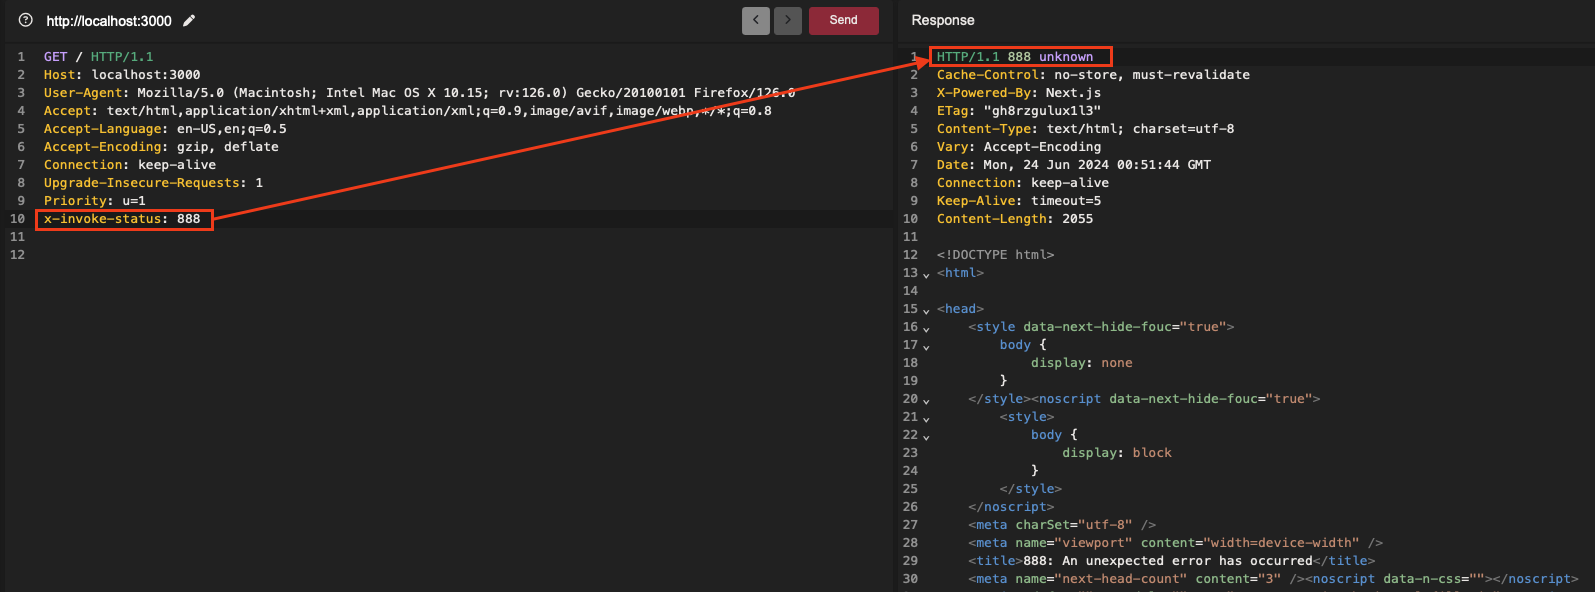 http://localhost:3000
Send
1 GET / HTTP/1.1
2 Host: localhost:3000
3 User-Agent: Mozilla/5.0 (Macintosh; Intel Mac OS X 10.15; rv:126.0) Gecko/20100101 Firefox/126.0
4 Accept: text/html,application/xhtml+xml,application/xml;q=0.9,image/avif,image/webp,*/*;q=0.8
5 Accept-Language: en-US,en;q=0.5
6 Accept-Encoding: gzip, deflate
7 Connection: keep-alive
8 Upgrade-Insecure-Requests: 1
9 Priority: u=1
10 x-invoke-status: 888
11
12
Response
1 HTTP/1.1 888 unknown
2 Cache-Control: no-store, must-revalidate
3 X-Powered-By: Next.js
4 ETag: "gh8rzgulux1l3"
5 Content-Type: text/html; charset=utf-8
6 Vary: Accept-Encoding
7 Date: Mon, 24 Jun 2024 00:51:44 GMT
8 Connection: keep-alive
9 Keep-Alive: timeout=5
10 Content-Length: 2055
11
12 <!DOCTYPE html>
13 <html>
14
15 <head>
16 <style data-next-hide-fouc="true">
17 body {
18 display: none
19 }
20 </style><noscript data-next-hide-fouc="true">
21 <style>
22 body {
23 display: block
24 }
25 </style>
26 </noscript>
27 <meta charSet="utf-8" />
28 <meta name="viewport" content="width=device-width" />
29 <title>888: An unexpected error has occurred</title>
30 <meta name="next-head-count" content="3" /><noscript data-n-css=""></noscript>